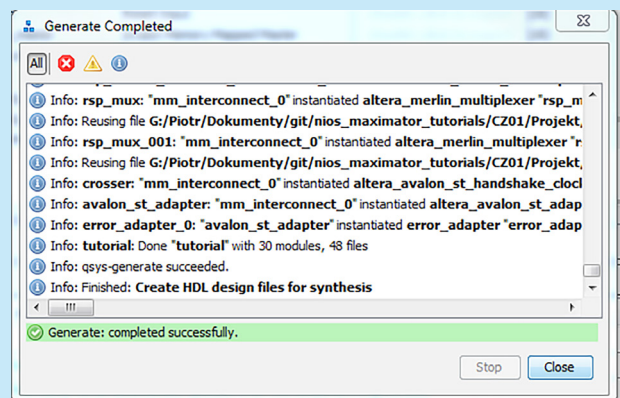 Generate Completed
All
Info: rsp_mux: "mm_interconnect_0" instantiated altera_merlin_multiplexer "rsp_m
Info: Reusing file G:/Piotr/Dokumenty/git/nios_maximator_tutorials/CZ01/Projekt,
Info: rsp_mux_001: "mm_interconnect_0" instantiated altera_merlin_multiplexer "r
Info: Reusing file G:/Piotr/Dokumenty/git/nios_maximator_tutorials/CZ01/Projekt,
Info: crosser: "mm_interconnect_0" instantiated altera_avalon_st_handshake_clocl
Info: avalon_st_adapter: "mm_interconnect_0" instantiated altera_avalon_st_adap
Info: error_adapter_0: "avalon_st_adapter" instantiated error_adapter "error_adap
Info: tutorial: Done "tutorial" with 30 modules, 48 files
Info: qsys-generate succeeded.
Info: Finished: Create HDL design files for synthesis
Generate: completed successfully.
Stop Close